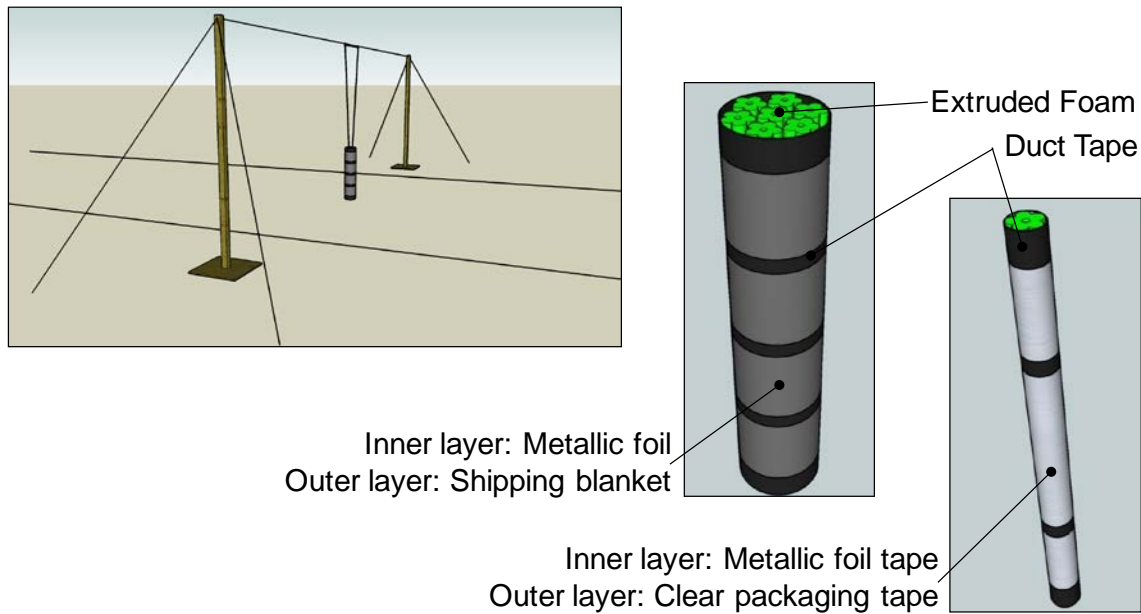 Extruded Foam
Duct Tape
Inner layer: Metallic foil
Outer layer: Shipping blanket
Inner layer: Metallic foil tape
Outer layer: Clear packaging tape